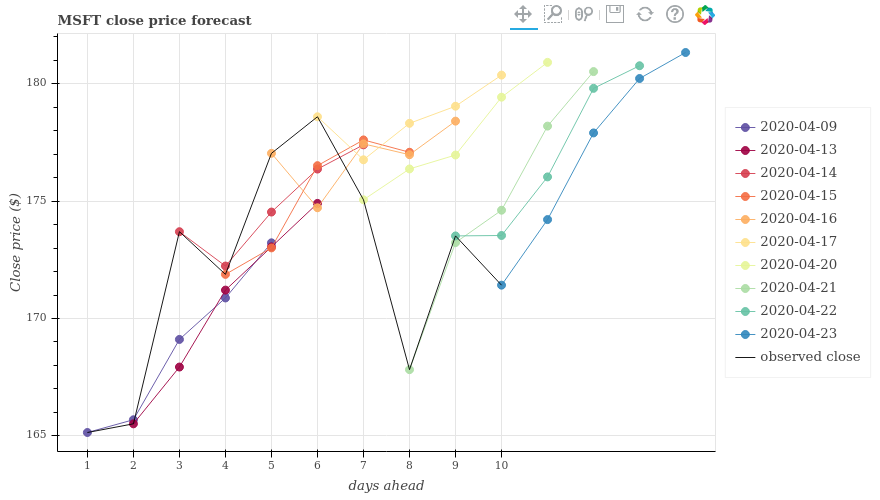 MSFT close price forecast
180
175
170
165
Close price ($)
1 2 3 4 5 6 7 8 9 10
days ahead
2020-04-09
2020-04-13
2020-04-14
2020-04-15
2020-04-16
2020-04-17
2020-04-20
2020-04-21
2020-04-22
2020-04-23
observed close